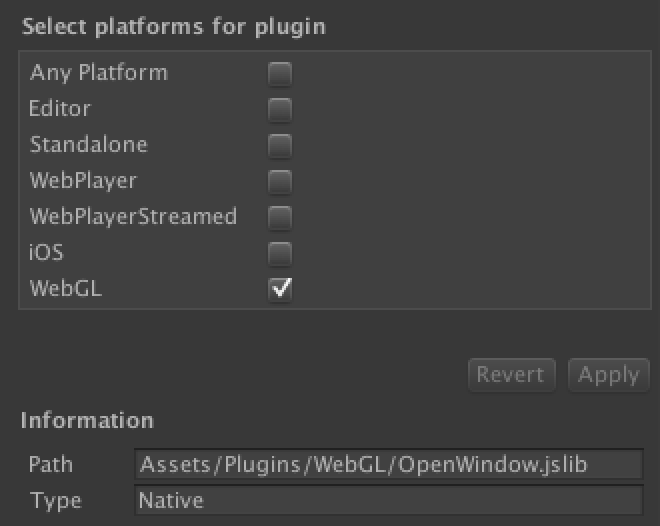 Select platforms for plugin
Any Platform
Editor
Standalone
WebPlayer
WebPlayerStreamed
iOS
WebGL
Revert Apply
Information
Path Assets/Plugins/WebGL/OpenWindow.jslib
Type Native